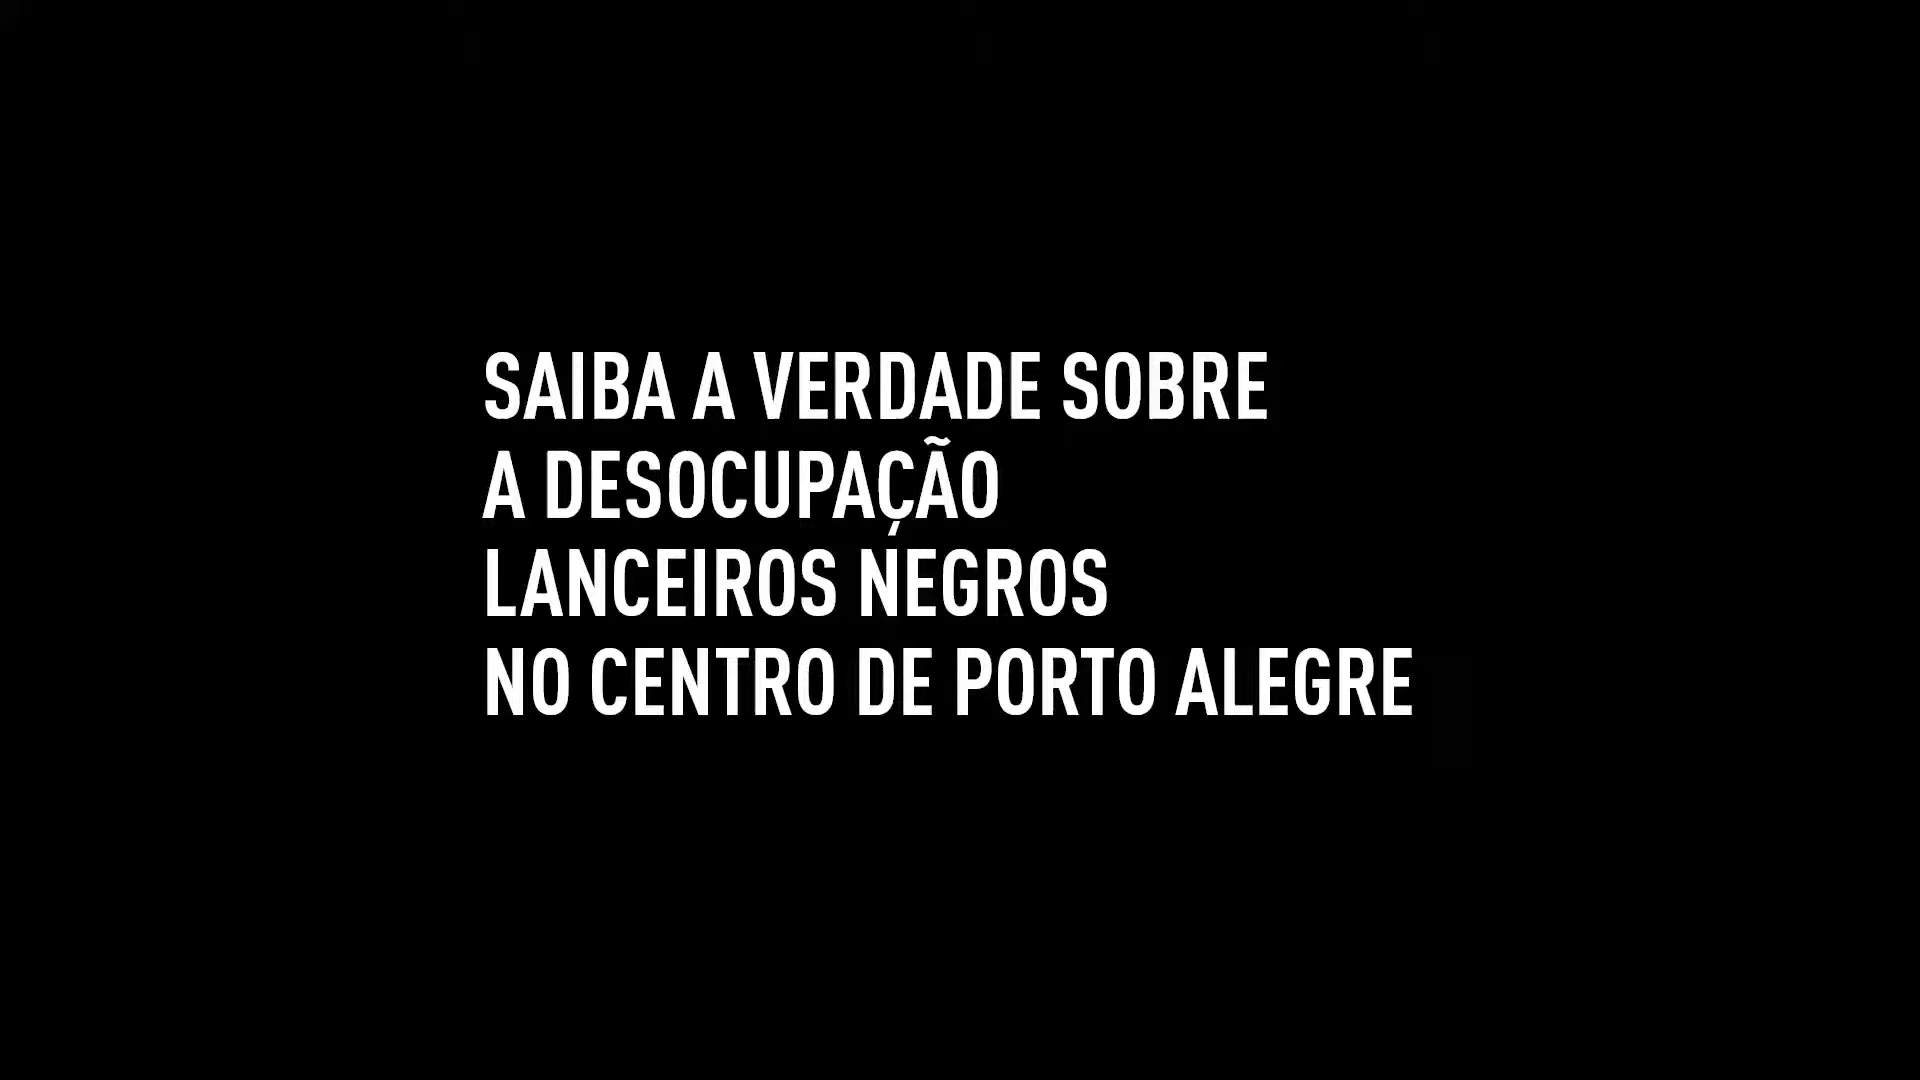 SAIBA A VERDADE SOBRE
A DESOCUPAÇÃO
LANCEIROS NEGROS
NO CENTRO DE PORTO ALEGRE